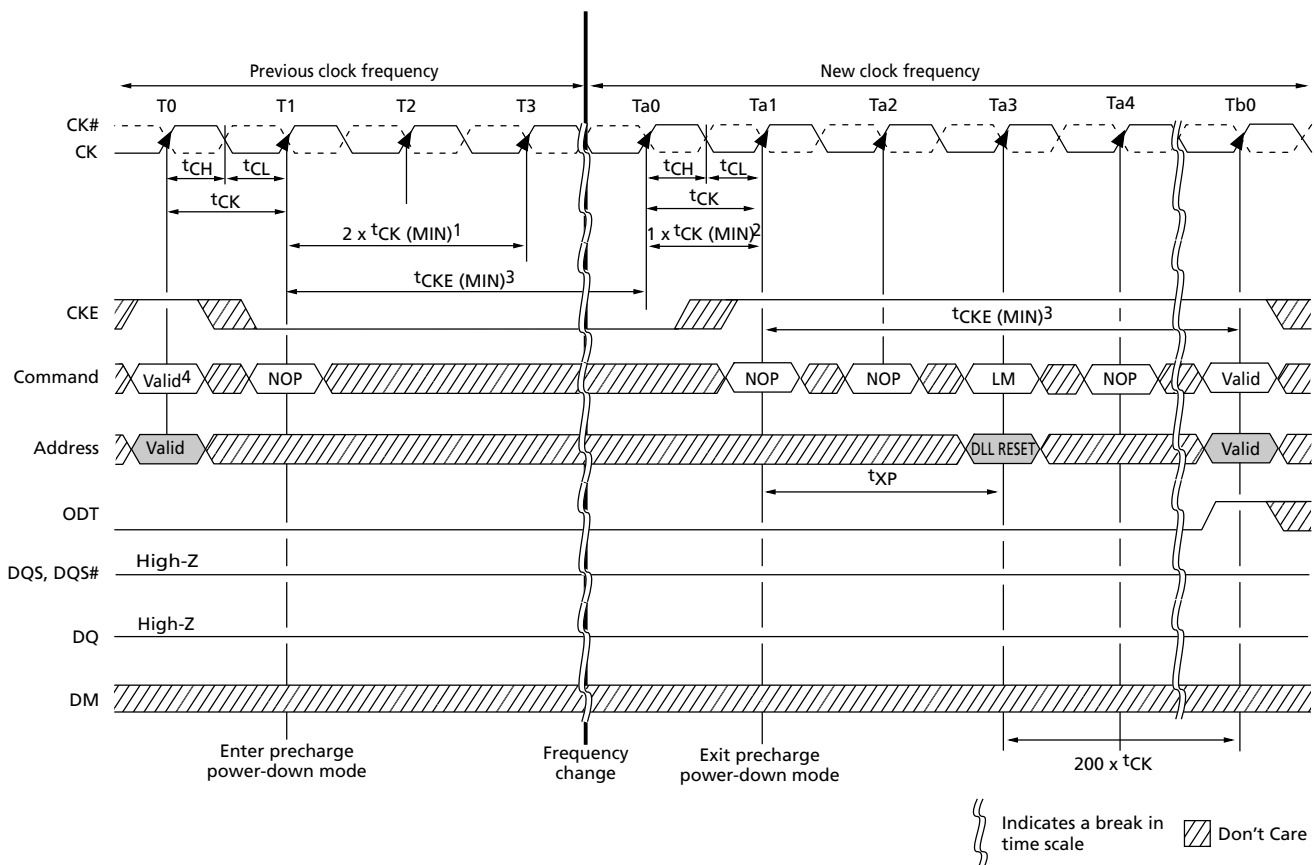 Previous clock frequency New clock frequency
T0 T1 T2 T3 Ta0 Ta1 Ta2 Ta3 Ta4 Tb0
CK#
CK
tCH tCL tCH tCL
tCK tCK
2 x tCK (MIN)1 1 x tCK (MIN)2
tCKE (MIN)3
CKE tCKE (MIN)3
Command Valid4 NOP NOP NOP LM NOP Valid
Address Valid DLL RESET Valid
tXP
ODT
High-Z
DQS, DQS#
High-Z
DQ
DM
Enter precharge
power-down mode
Frequency
change
Exit precharge
power-down mode
200 x tCK
Indicates a break in
time scale
Don't Care